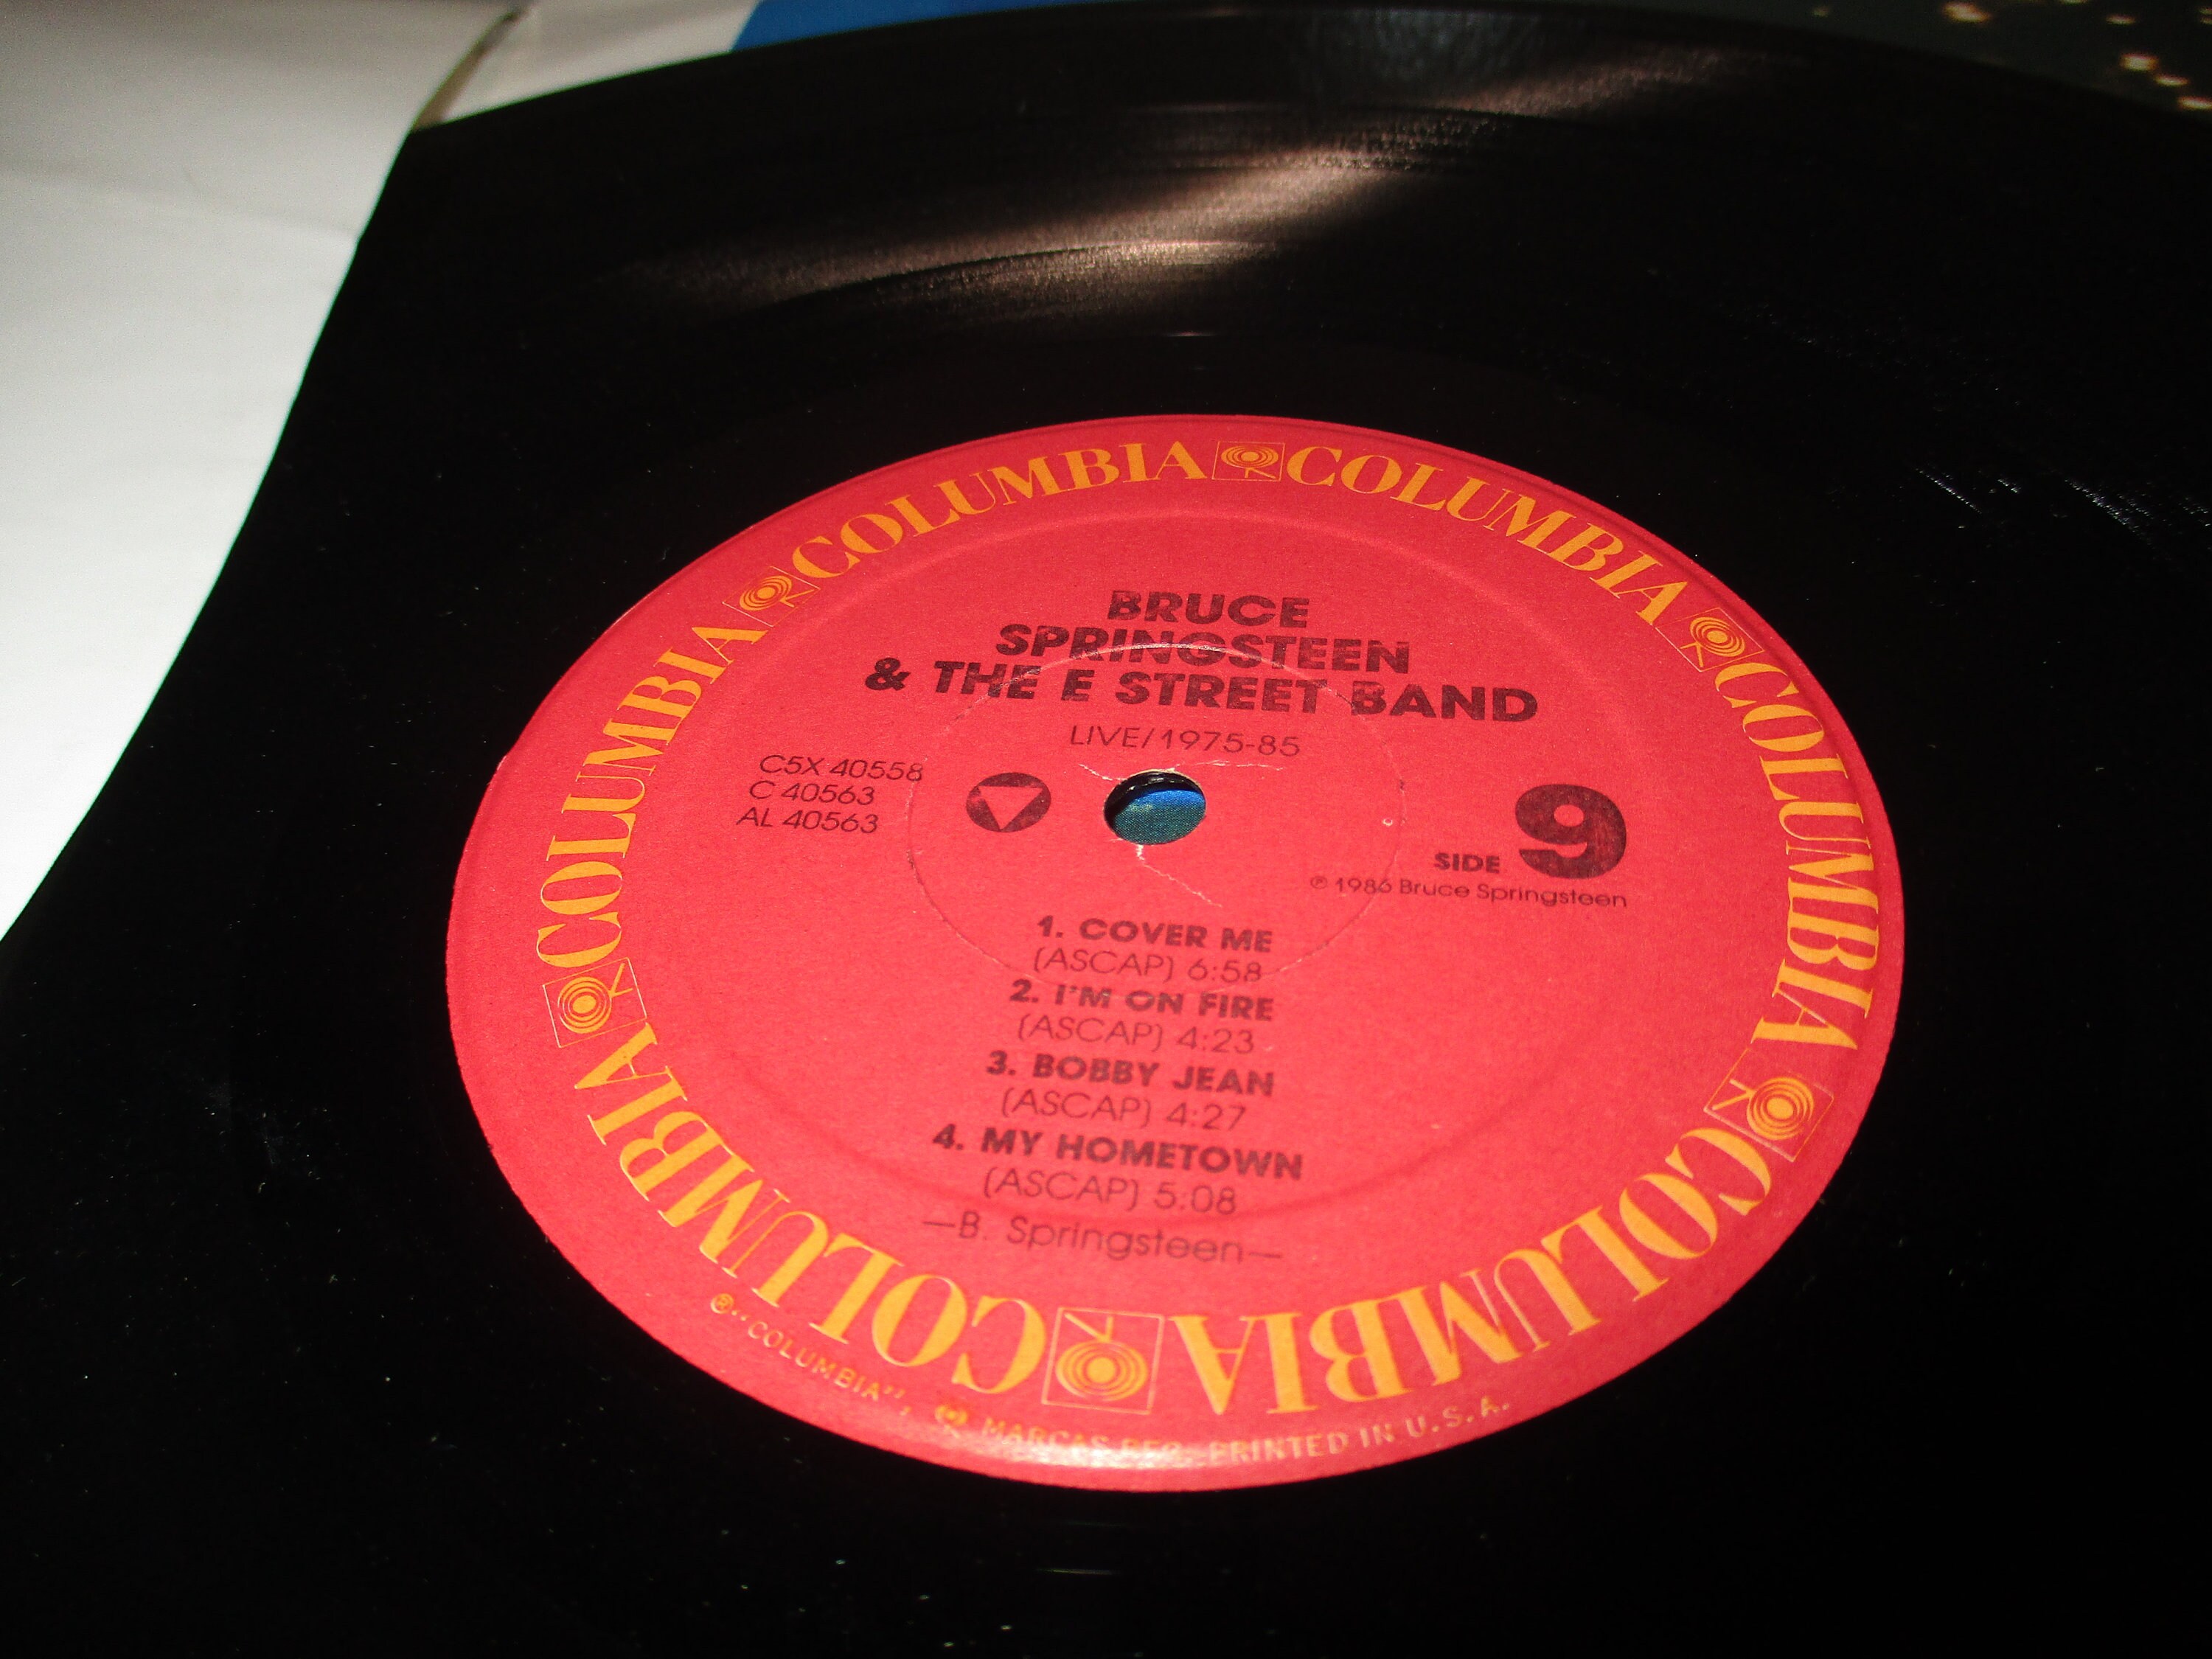 COLUMBIA COLUMBIA COLUMBIA COLUMBIA COLUMBIA COLUMBIA
BRUCE
SPRINGSTEEN
& THE E STREET BAND
LIVE/1975-85
C5X 40558
C 40563
AL 40563
SIDE 9
℗ 1986 Bruce Springsteen
1. COVER ME
(ASCAP) 6:58
2. I'M ON FIRE
(ASCAP) 4:23
3. BOBBY JEAN
(ASCAP) 4:27
4. MY HOMETOWN
(ASCAP) 5:08
—B. Springsteen—
® "COLUMBIA", MARCAS REG. PRINTED IN U.S.A.